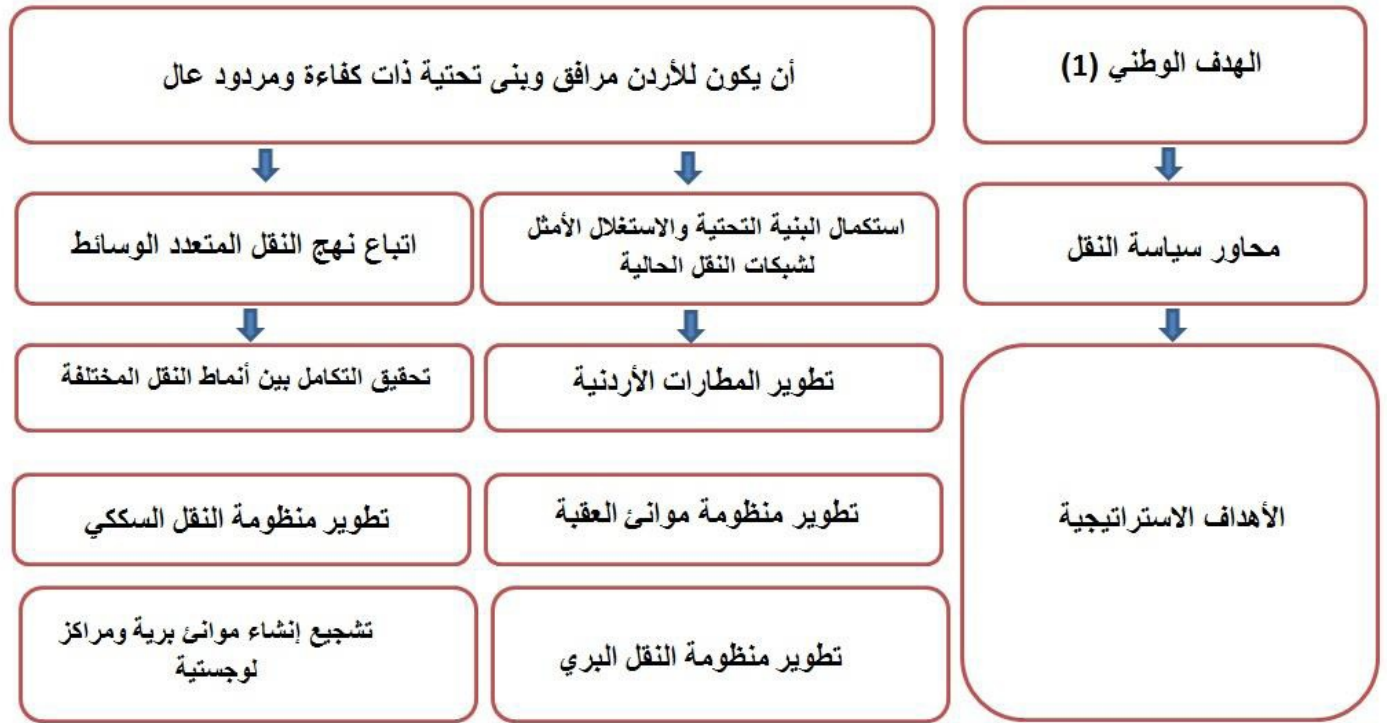 الهدف الوطني (1)
أن يكون للأردن مرافق وبنى تحتية ذات كفاءة ومردود عال
محاور سياسة النقل
استكمال البنية التحتية والاستغلال الأمثل
لشبكات النقل الحالية
اتباع نهج النقل المتعدد الوسائط
الأهداف الاستراتيجية
تطوير المطارات الأردنية
تحقيق التكامل بين أنماط النقل المختلفة
تطوير منظومة موانئ العقبة
تطوير منظومة النقل السككي
تطوير منظومة النقل البري
تشجيع إنشاء موانئ برية ومراكز
لوجستية